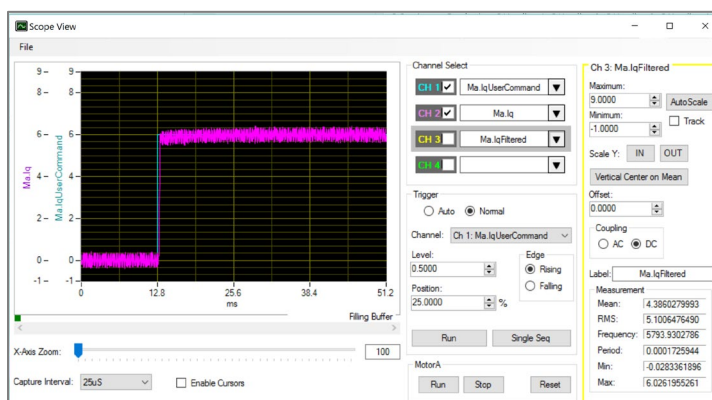 Scope View
File
9 -
9 -
8 -
8 -
6 -
6 -
4 -
4 -
2 -
2 -
0 -
0 -
-1 -
-1 -
Ma.Iq
Ma.IqUserCommand
0
12.8
25.6
38.4
51.2
ms
Filling Buffer
X-Axis Zoom:
100
Capture Interval:
25uS
Enable Cursors
Channel Select
CH 1
Ma.IqUserCommand
CH 2
Ma.Iq
CH 3
Ma.IqFiltered
CH 4
Trigger
Auto
Normal
Channel:
Ch 1: Ma.IqUserCommand
Level:
0.5000
Edge
Rising
Falling
Position:
25.0000
%
Run
Single Seq
MotorA
Run
Stop
Reset
Ch 3: Ma.IqFiltered
Maximum:
9.0000
AutoScale
Minimum:
-1.0000
Track
Scale Y:
IN
OUT
Vertical Center on Mean
Offset:
0.0000
Coupling
AC
DC
Label:
Ma.IqFiltered
Measurement
Mean: 4.3860279993
RMS: 5.1006476490
Frequency: 5793.9302786
Period: 0.0001725944
Min: -0.0283361896
Max: 6.0261955261